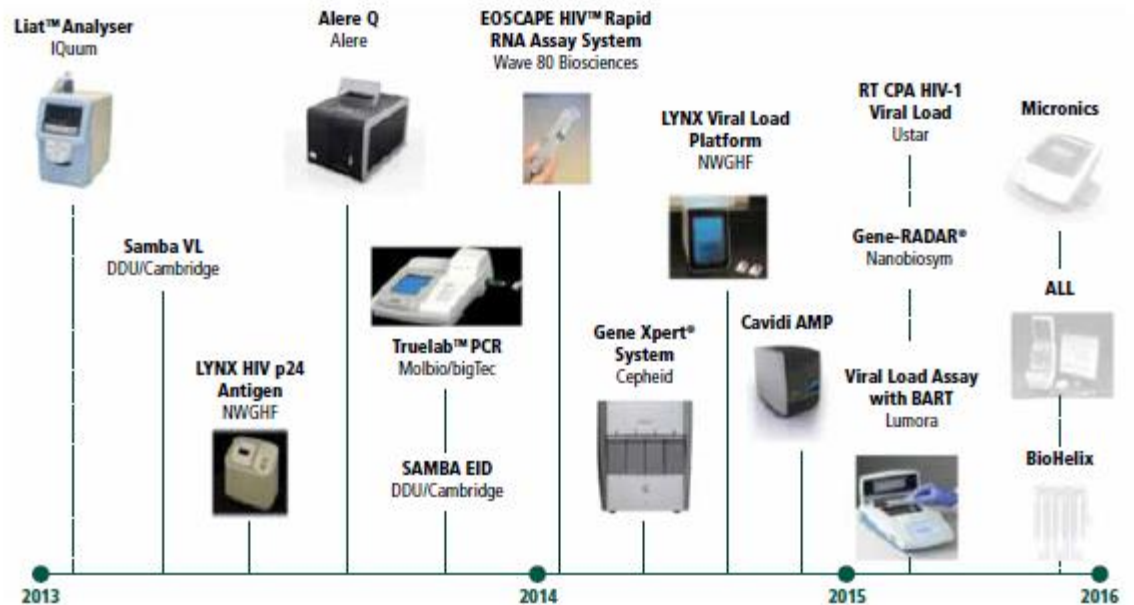 Liat™ Analyser
IQuum
Alere Q
Alere
EOSCAPE HIV™ Rapid
RNA Assay System
Wave 80 Biosciences
LYNX Viral Load
Platform
NWGHF
RT CPA HIV-1
Viral Load
Ustar
Micronics
Samba VL
DDU/Cambridge
Gene-RADAR®
Nanobiosym
ALL
LYNX HIV p24
Antigen
NWGHF
Truelab™ PCR
Molbio/bigTec
Gene Xpert®
System
Cepheid
Cavidi AMP
Viral Load Assay
with BART
Lumora
SAMBA EID
DDU/Cambridge
BioHelix
2013
2014
2015
2016